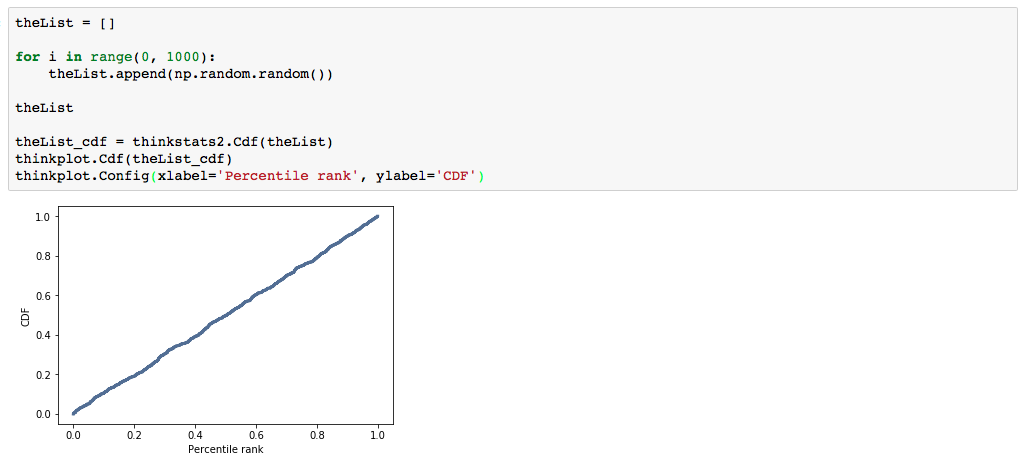 theList = []
for i in range(0, 1000):
    theList.append(np.random.random())
theList
theList_cdf = thinkstats2.Cdf(theList)
thinkplot.Cdf(theList_cdf)
thinkplot.Config(xlabel='Percentile rank', ylabel='CDF')
1.0
0.8
0.6
0.4
0.2
0.0
CDF
0.0 0.2 0.4 0.6 0.8 1.0
Percentile rank